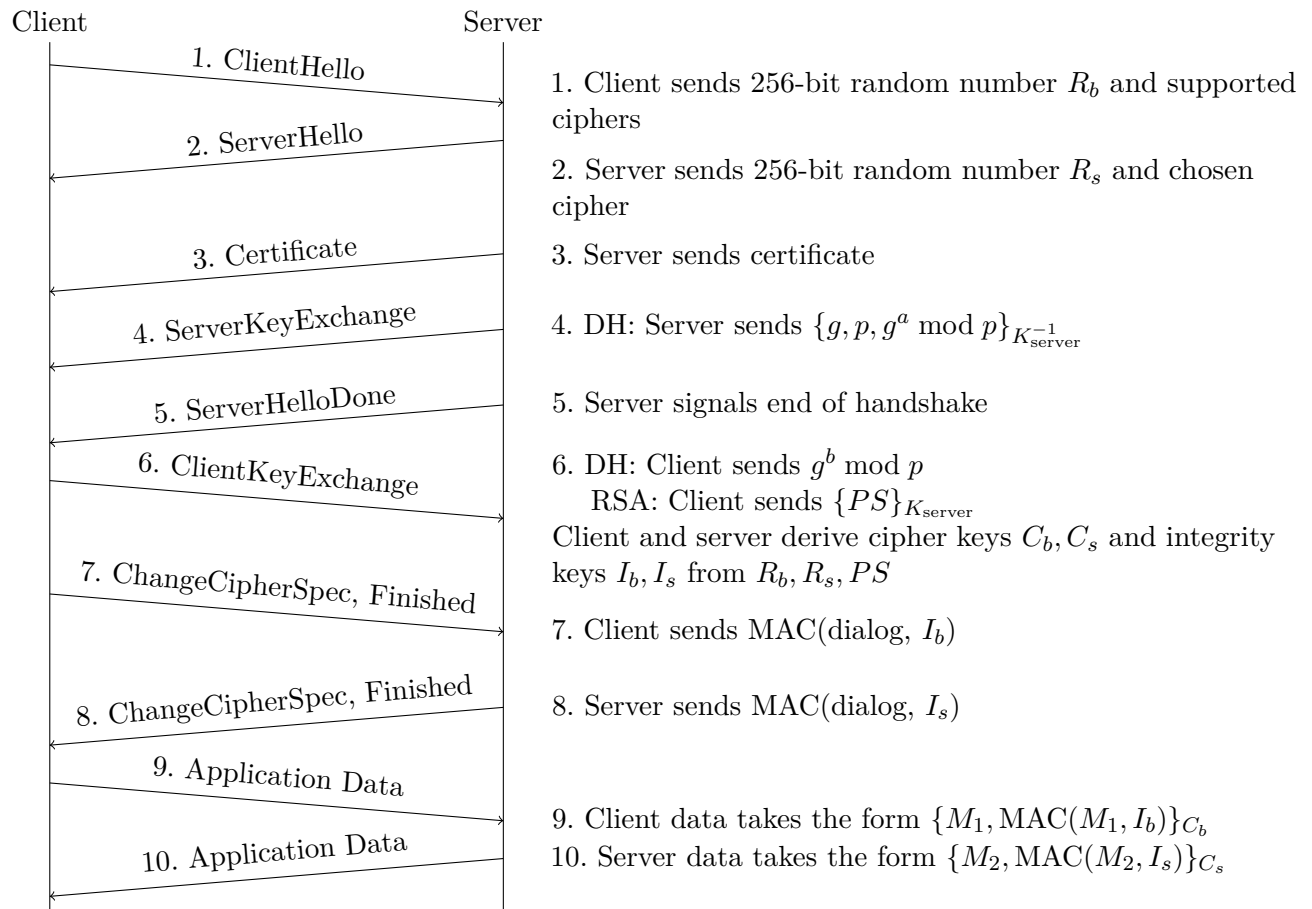 Client
Server
1. ClientHello
1. Client sends 256-bit random number R_b and supported
ciphers
2. ServerHello
2. Server sends 256-bit random number R_s and chosen
cipher
3. Certificate
3. Server sends certificate
4. ServerKeyExchange
4. DH: Server sends {g, p, g^a mod p}_{K_{server}^{-1}}
5. ServerHelloDone
5. Server signals end of handshake
6. ClientKeyExchange
6. DH: Client sends g^b mod p
RSA: Client sends {PS}_{K_{server}}
Client and server derive cipher keys C_b, C_s and integrity
keys I_b, I_s from R_b, R_s, PS
7. ChangeCipherSpec, Finished
7. Client sends MAC(dialog, I_b)
8. ChangeCipherSpec, Finished
8. Server sends MAC(dialog, I_s)
9. Application Data
9. Client data takes the form {M_1, MAC(M_1, I_b)}_{C_b}
10. Application Data
10. Server data takes the form {M_2, MAC(M_2, I_s)}_{C_s}